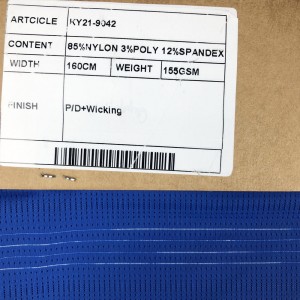 ARTCICLE KY21-9042
CONTENT 85%NYLON 3%POLY 12%SPANDEX
WIDTH 160CM WEIGHT 155GSM
FINISH P/D+Wicking